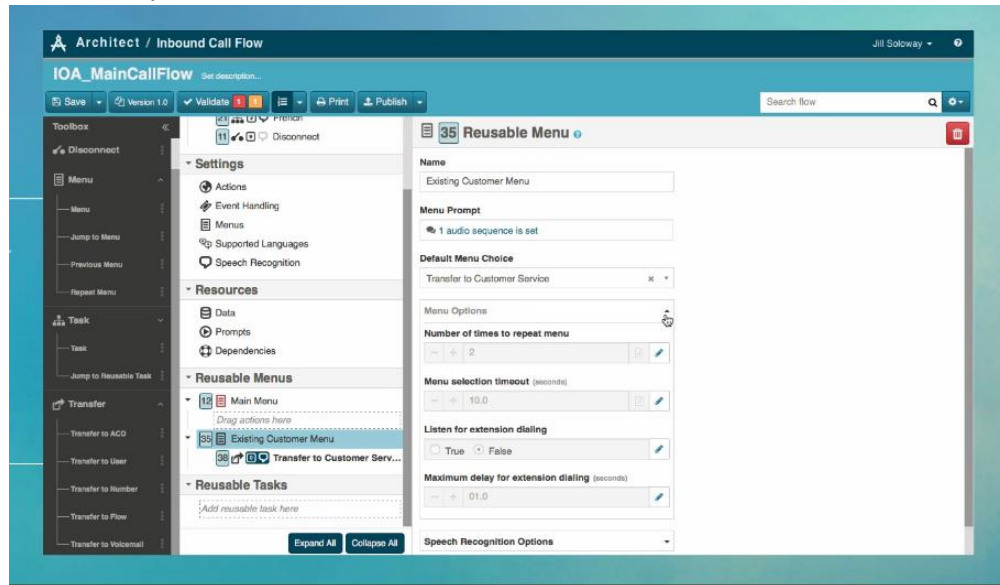 Architect / Inbound Call Flow
Jill Soloway
IOA_MainCallFlow Set description...
Save
Version 1.0
Validate 1 1
Print
Publish
Search flow
Toolbox
Disconnect
Menu
Menu
Jump to Menu
Previous Menu
Repeat Menu
Task
Task
Jump to Reusable Task
Transfer
Transfer to ACD
Transfer to User
Transfer to Number
Transfer to Flow
Transfer to Voicemail
21 French
11 Disconnect
Settings
Actions
Event Handling
Menus
Supported Languages
Speech Recognition
Resources
Data
Prompts
Dependencies
Reusable Menus
12 Main Menu
Drag actions here
35 Existing Customer Menu
38 Transfer to Customer Serv...
Reusable Tasks
Add reusable task here
Expand All
Collapse All
35 Reusable Menu
Name
Existing Customer Menu
Menu Prompt
1 audio sequence is set
Default Menu Choice
Transfer to Customer Service
Menu Options
Number of times to repeat menu
2
Menu selection timeout (seconds)
10.0
Listen for extension dialing
True False
Maximum delay for extension dialing (seconds)
01.0
Speech Recognition Options